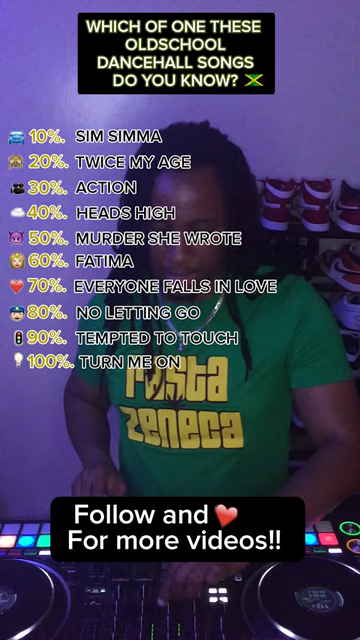 WHICH OF ONE THESE
OLDSCHOOL
DANCEHALL SONGS
DO YOU KNOW?
10%. SIM SIMMA
20%. TWICE MY AGE
30%. ACTION
40%. HEADS HIGH
50%. MURDER SHE WROTE
60%. FATIMA
70%. EVERYONE FALLS IN LOVE
80%. NO LETTING GO
90%. TEMPTED TO TOUCH
100%. TURN ME ON
rasta
zeneca
Follow and
For more videos!!